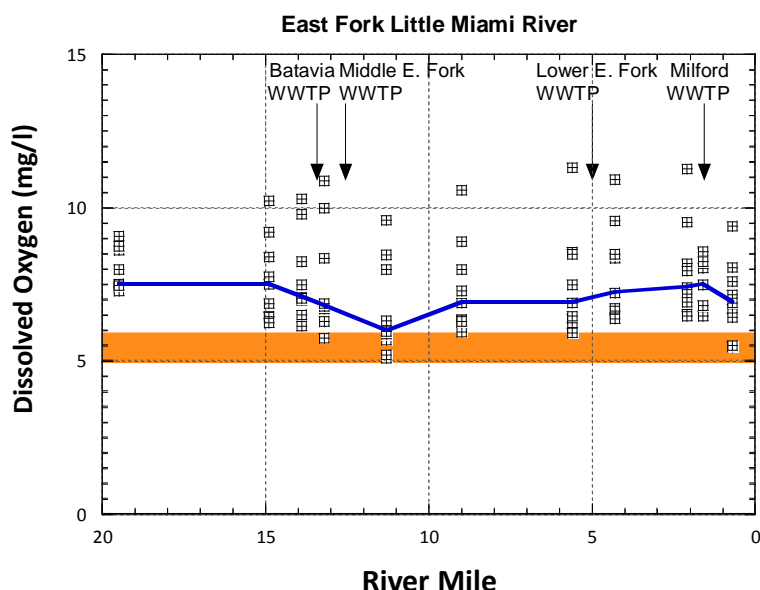 East Fork Little Miami River
15
10
5
0
Dissolved Oxygen (mg/l)
Batavia
WWTP
Middle E. Fork
WWTP
Lower E. Fork
WWTP
Milford
WWTP
20
15
10
5
0
River Mile